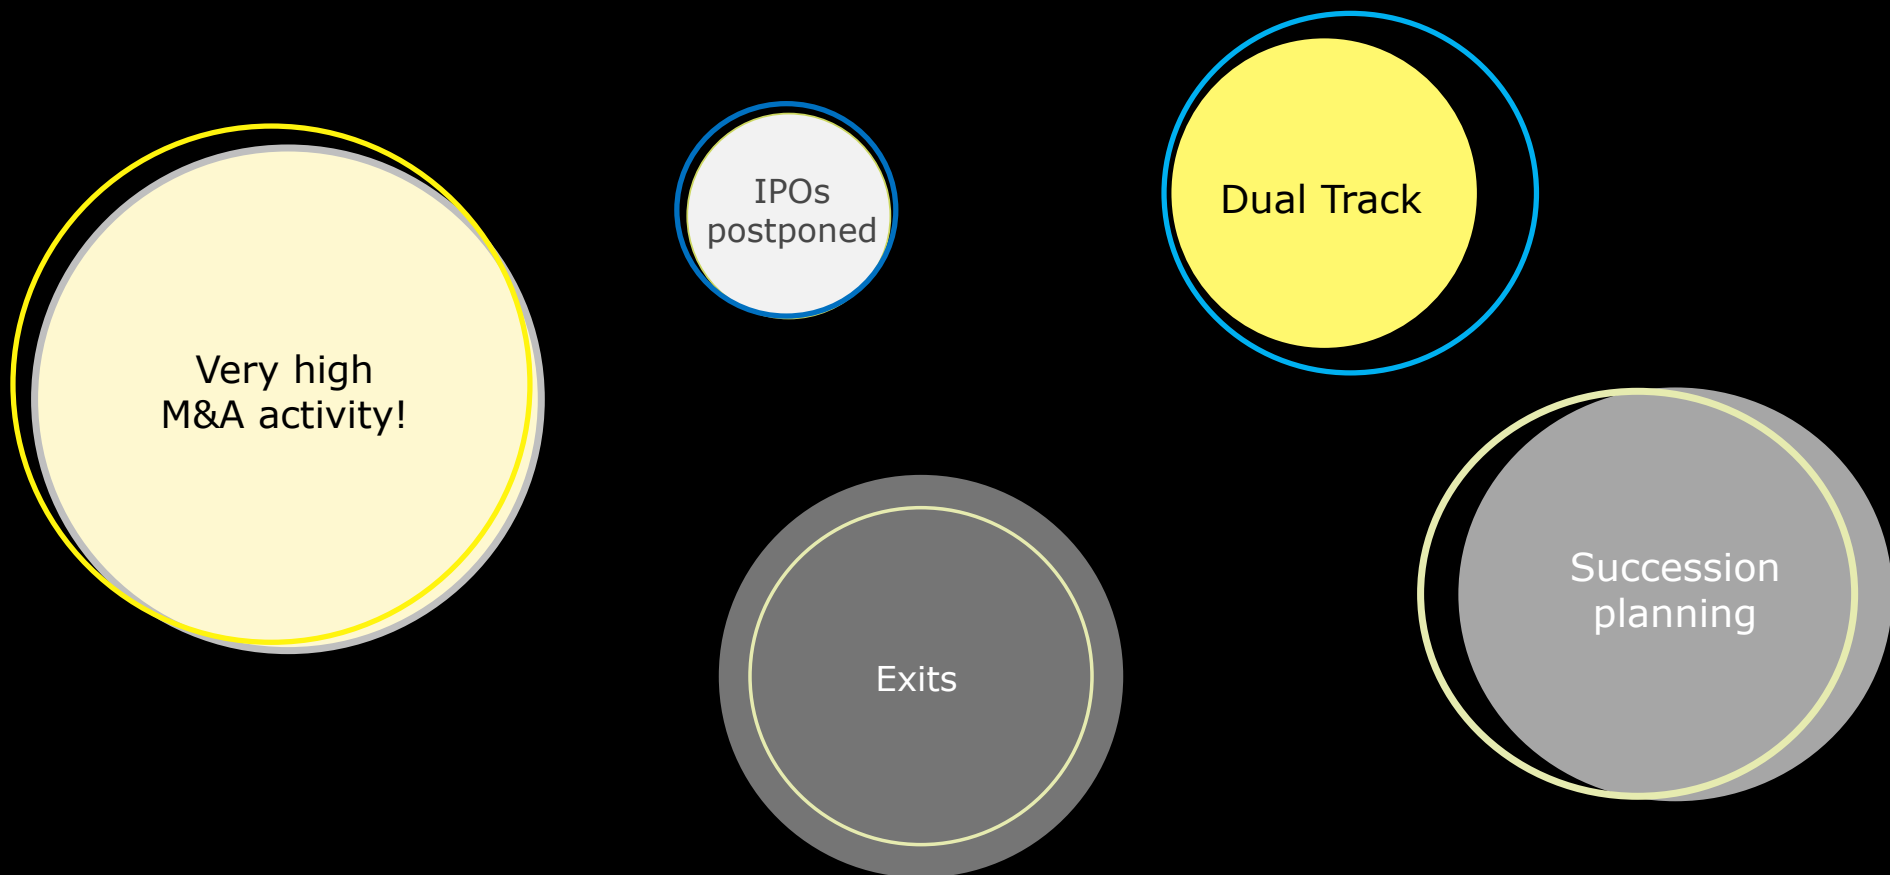 Very high
M&A activity!
IPOs
postponed
Dual Track
Exits
Succession
planning